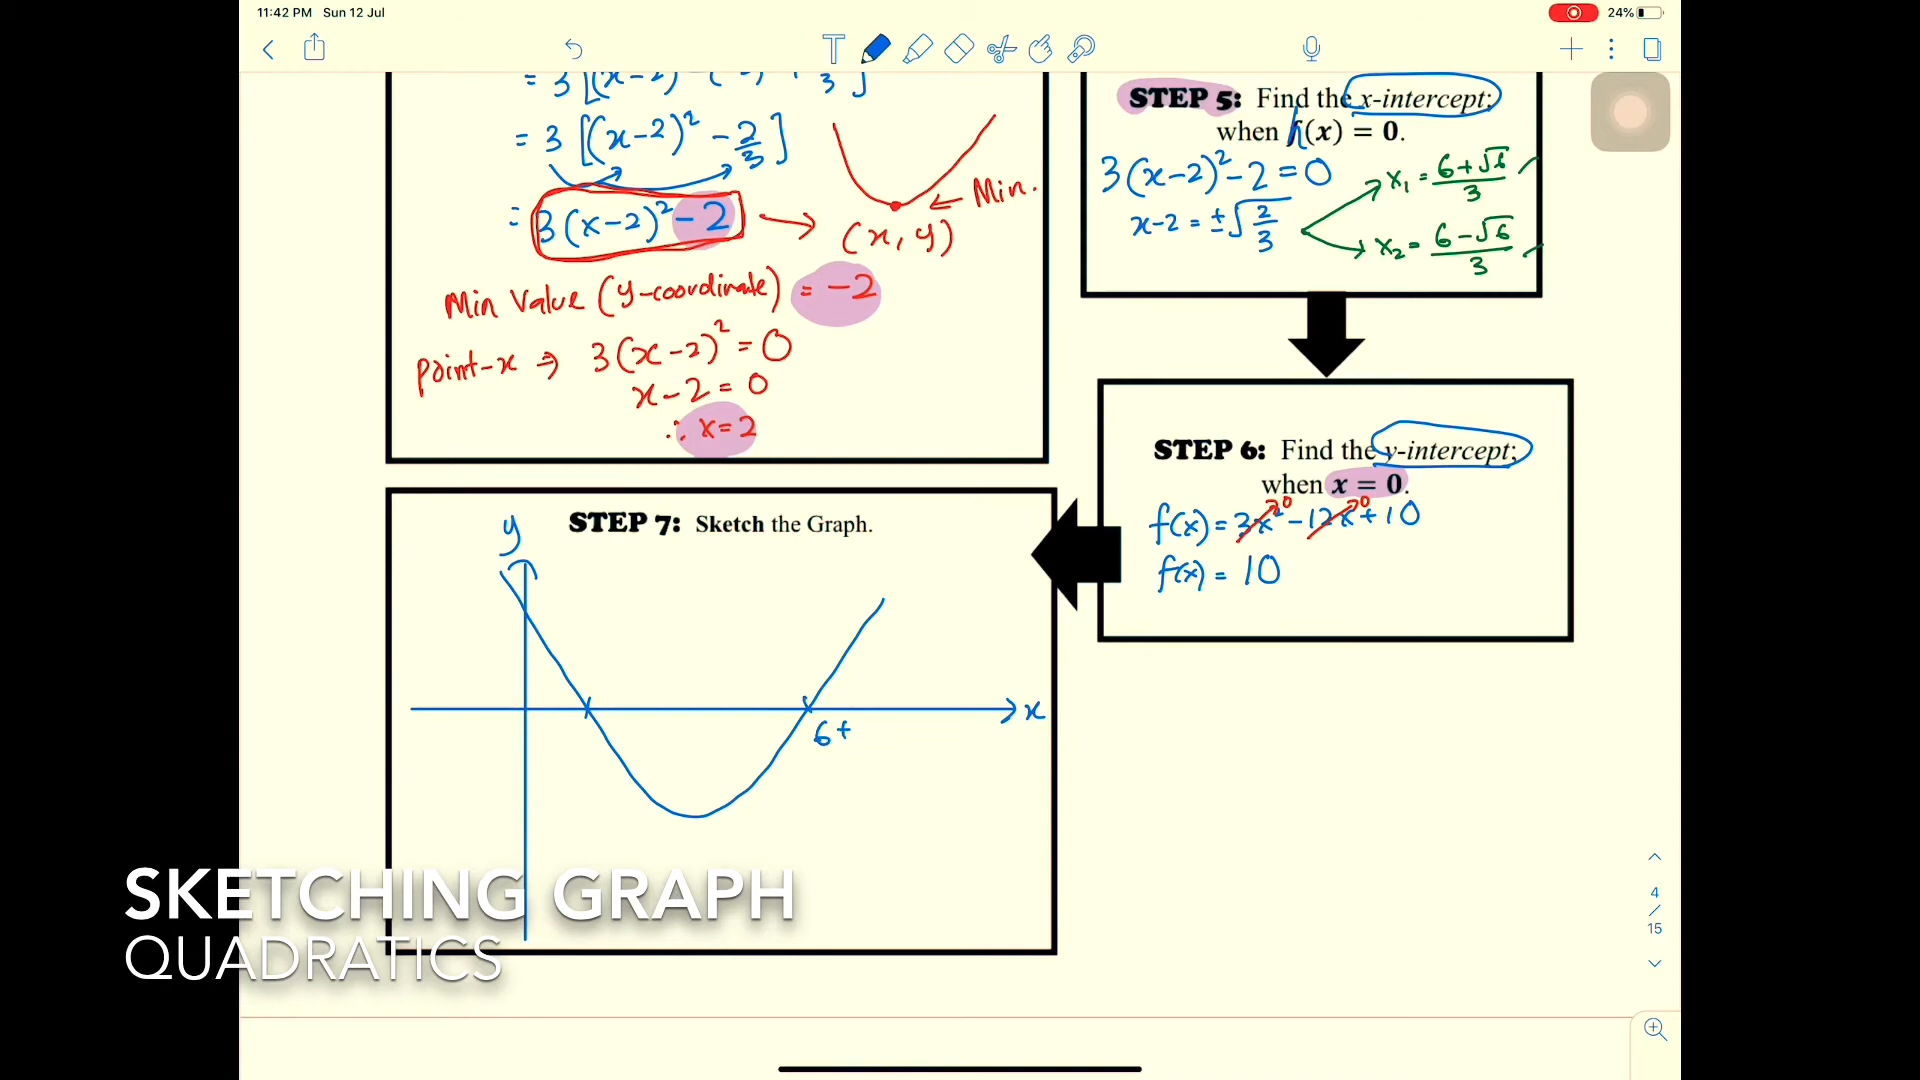 11:42 PM Sun 12 Jul
24%
= 3 [(x-2)² - 2/3]
= 3(x-2)² - 2
Min.
(x, y)
Min Value (y-coordinate) = -2
Point-x ⇒ 3(x-2)² = 0
x-2 = 0
∴ x=2
STEP 5: Find the x-intercept;
when h(x) = 0.
3(x-2)² - 2 = 0
x-2 = ±√(2/3)
x₁ = (6+√6)/3
x₂ = (6-√6)/3
STEP 6: Find the y-intercept;
when x = 0.
f(x) = 3x² - 12x + 10
0 0
f(x) = 10
STEP 7: Sketch the Graph.
y
x
6+
SKETCHING GRAPH
QUADRATICS
4
/
15